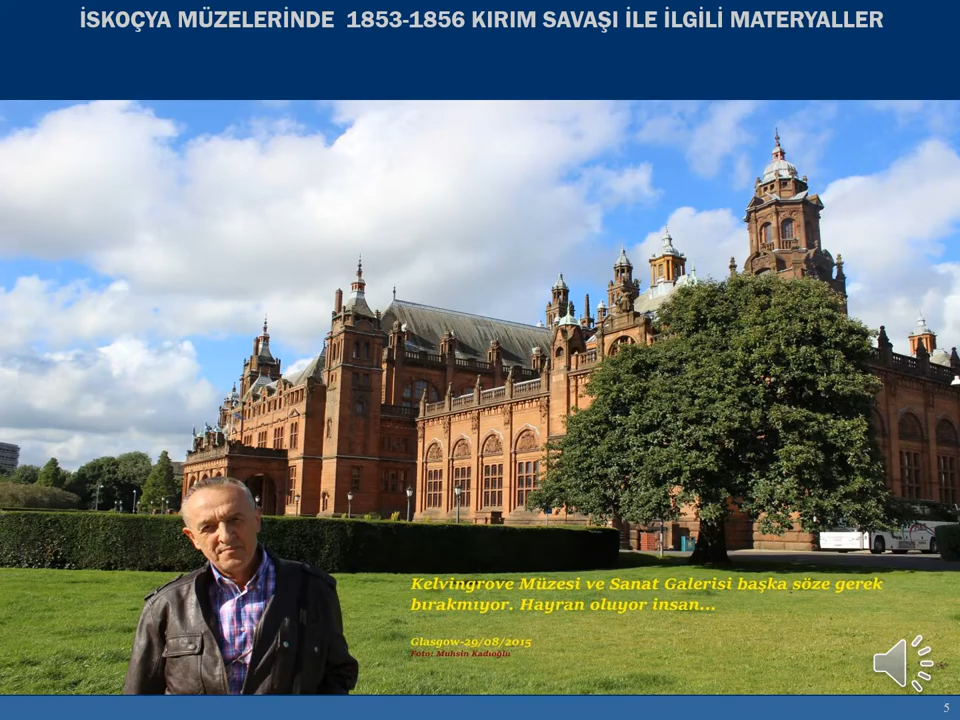 İSKOÇYA MÜZELERİNDE 1853-1856 KIRIM SAVAŞI İLE İLGİLİ MATERYALLER
Kelvingrove Müzesi ve Sanat Galerisi başka söze gerek
bırakmıyor. Hayran oluyor insan...
Glasgow-29/08/2015
Foto: Muhsin Kadıoğlu
5